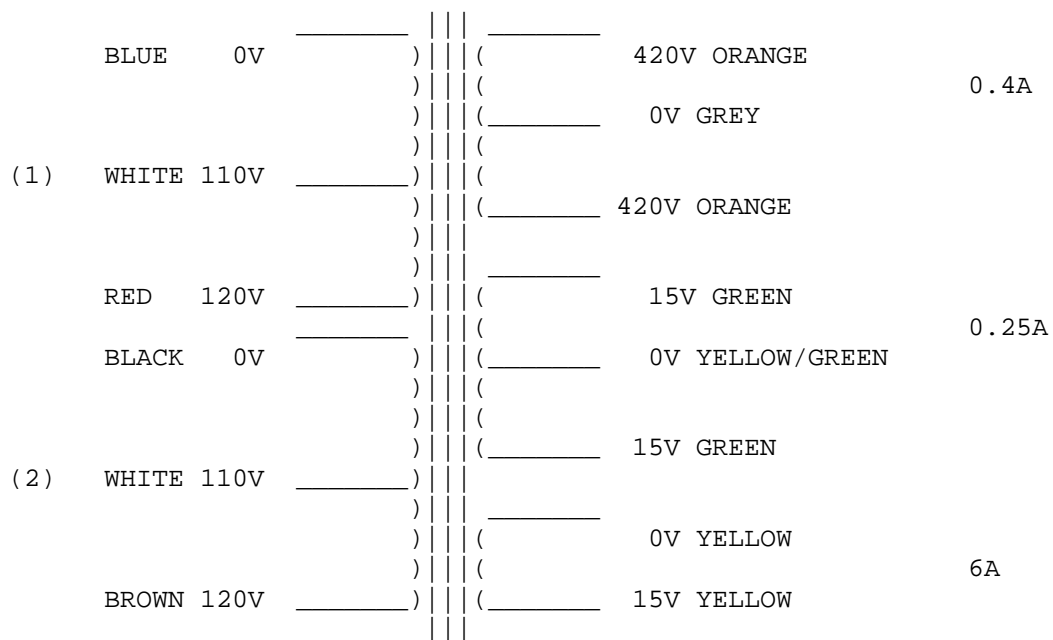 BLUE 0V 420V ORANGE
0.4A
0V GREY
(1) WHITE 110V
420V ORANGE
RED 120V 15V GREEN
0.25A
BLACK 0V 0V YELLOW/GREEN
15V GREEN
(2) WHITE 110V
0V YELLOW
6A
BROWN 120V 15V YELLOW